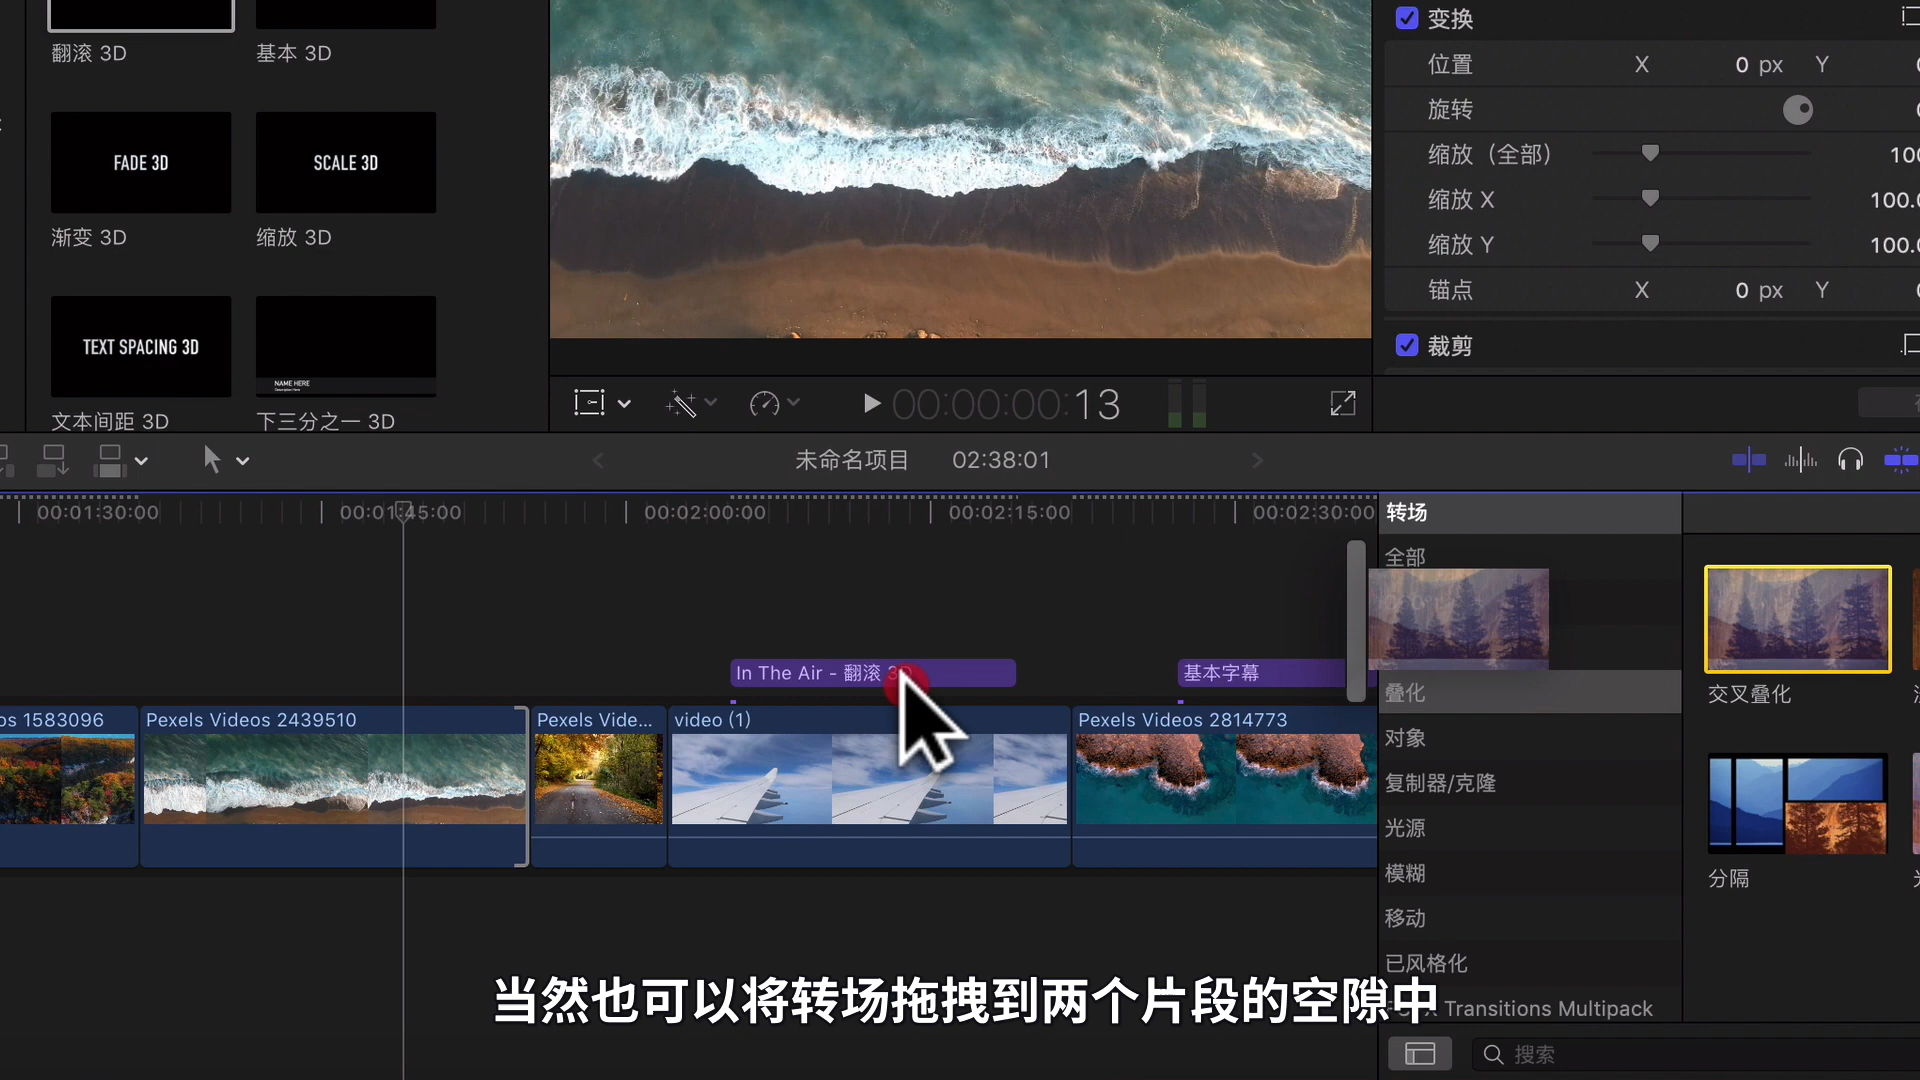 翻滚 3D
基本 3D
FADE 3D
SCALE 3D
渐变 3D
缩放 3D
TEXT SPACING 3D
NAME HERE
Description Here
文本间距 3D
下三分之一 3D
变换
位置 X 0 px Y
旋转
缩放（全部） 100
缩放 X 100.0
缩放 Y 100.0
锚点 X 0 px Y
裁剪
00:00:00:13
未命名项目 02:38:01
00:01:30:00
00:01:45:00
00:02:00:00
00:02:15:00
00:02:30:00
In The Air - 翻滚 3D
基本字幕
os 1583096
Pexels Videos 2439510
Pexels Vide...
video (1)
Pexels Videos 2814773
转场
全部
叠化
对象
复制器/克隆
光源
模糊
移动
已风格化
Transitions Multipack
交叉叠化
分隔
搜索
当然也可以将转场拖拽到两个片段的空隙中